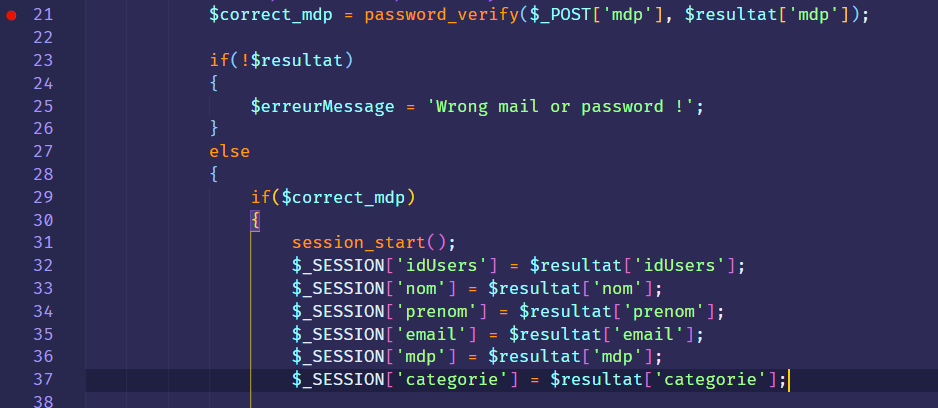 21 $correct_mdp = password_verify($_POST['mdp'], $resultat['mdp']);
22
23 if(!$resultat)
24 {
25 $erreurMessage = 'Wrong mail or password !';
26 }
27 else
28 {
29 if($correct_mdp)
30 {
31 session_start();
32 $_SESSION['idUsers'] = $resultat['idUsers'];
33 $_SESSION['nom'] = $resultat['nom'];
34 $_SESSION['prenom'] = $resultat['prenom'];
35 $_SESSION['email'] = $resultat['email'];
36 $_SESSION['mdp'] = $resultat['mdp'];
37 $_SESSION['categorie'] = $resultat['categorie'];
38